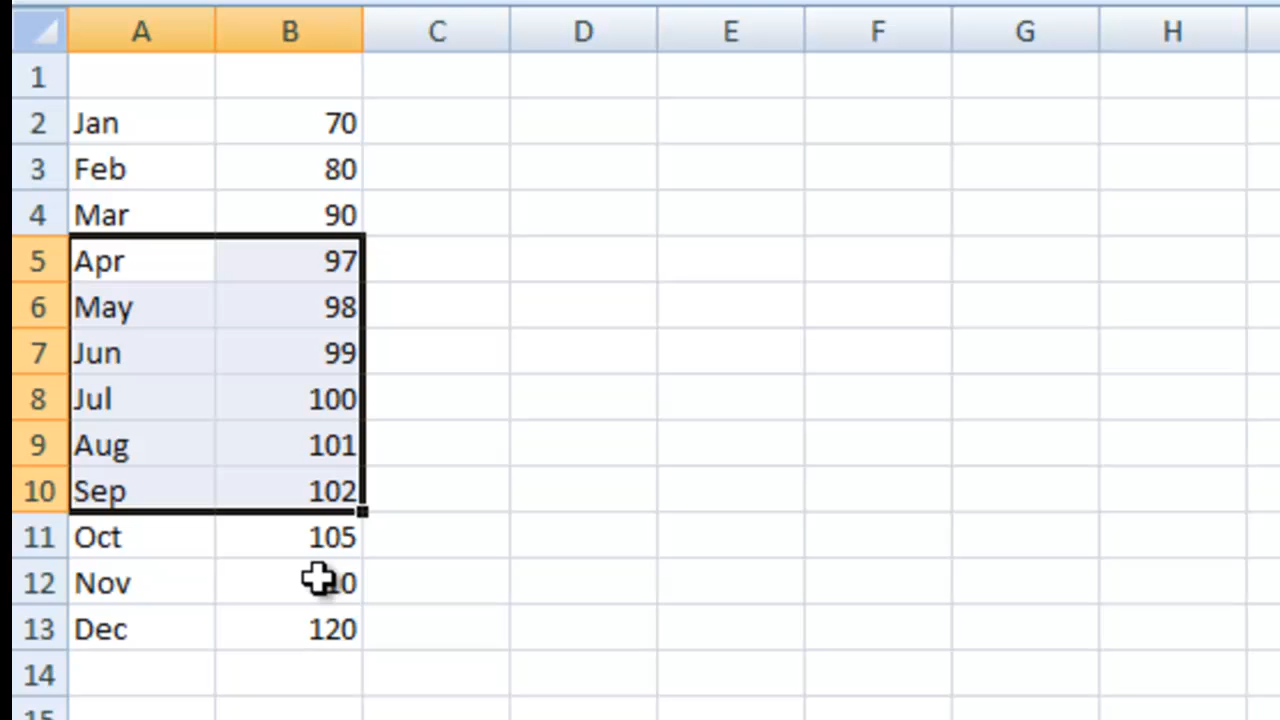 A B C D E F G H
1
2 Jan 70
3 Feb 80
4 Mar 90
5 Apr 97
6 May 98
7 Jun 99
8 Jul 100
9 Aug 101
10 Sep 102
11 Oct 105
12 Nov
13 Dec 120
14
15